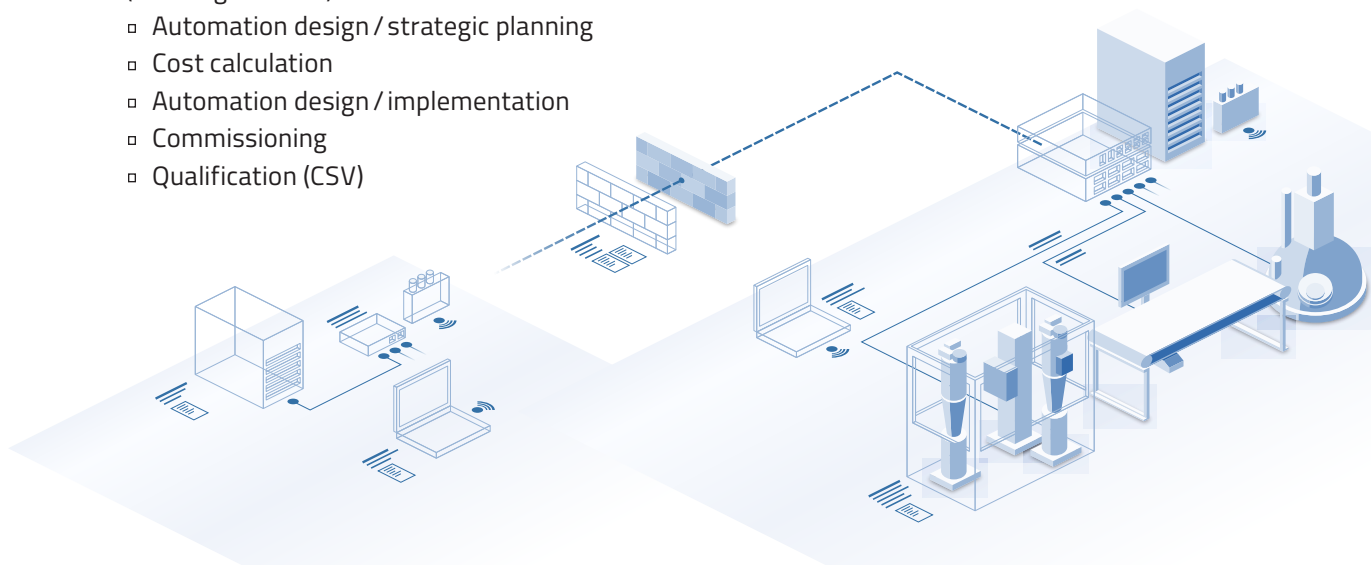 Automation design / strategic planning
Cost calculation
Automation design / implementation
Commissioning
Qualification (CSV)